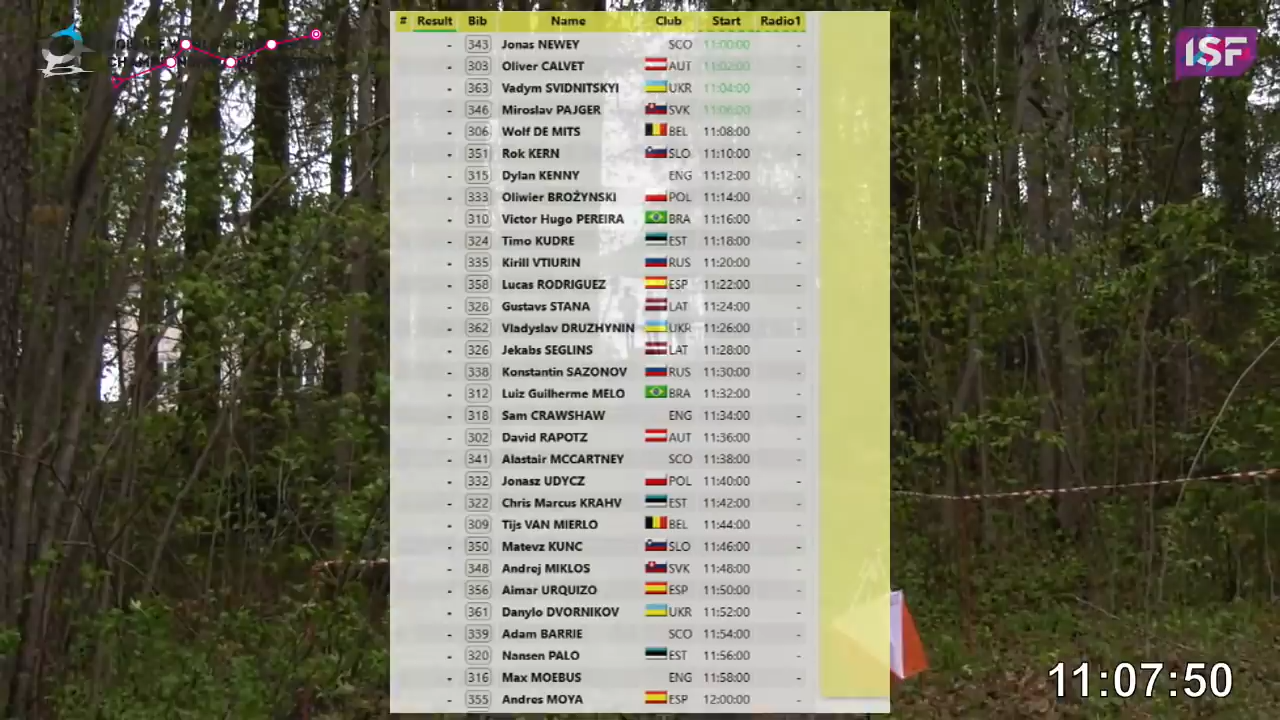 ISF
# Result Bib Name Club Start Radio1
- 343 Jonas NEWEY SCO 11:00:00 -
- 303 Oliver CALVET AUT 11:02:00 -
- 363 Vadym SVIDNITSKYI UKR 11:04:00 -
- 346 Miroslav PAJGER SVK 11:06:00 -
- 306 Wolf DE MITS BEL 11:08:00 -
- 351 Rok KERN SLO 11:10:00 -
- 315 Dylan KENNY ENG 11:12:00 -
- 333 Oliwier BROŻYNSKI POL 11:14:00 -
- 310 Victor Hugo PEREIRA BRA 11:16:00 -
- 324 Timo KUDRE EST 11:18:00 -
- 335 Kirill VTIURIN RUS 11:20:00 -
- 358 Lucas RODRIGUEZ ESP 11:22:00 -
- 328 Gustavs STANA LAT 11:24:00 -
- 362 Vladyslav DRUZHYNIN UKR 11:26:00 -
- 326 Jekabs SEGLINS LAT 11:28:00 -
- 338 Konstantin SAZONOV RUS 11:30:00 -
- 312 Luiz Guilherme MELO BRA 11:32:00 -
- 318 Sam CRAWSHAW ENG 11:34:00 -
- 302 David RAPOTZ AUT 11:36:00 -
- 341 Alastair MCCARTNEY SCO 11:38:00 -
- 332 Jonasz UDYCZ POL 11:40:00 -
- 322 Chris Marcus KRAHV EST 11:42:00 -
- 309 Tijs VAN MIERLO BEL 11:44:00 -
- 350 Matevz KUNC SLO 11:46:00 -
- 348 Andrej MIKLOS SVK 11:48:00 -
- 356 Aimar URQUIZO ESP 11:50:00 -
- 361 Danylo DVORNIKOV UKR 11:52:00 -
- 339 Adam BARRIE SCO 11:54:00 -
- 320 Nansen PALO EST 11:56:00 -
- 316 Max MOEBUS ENG 11:58:00 -
- 355 Andres MOYA ESP 12:00:00 -
11:07:50